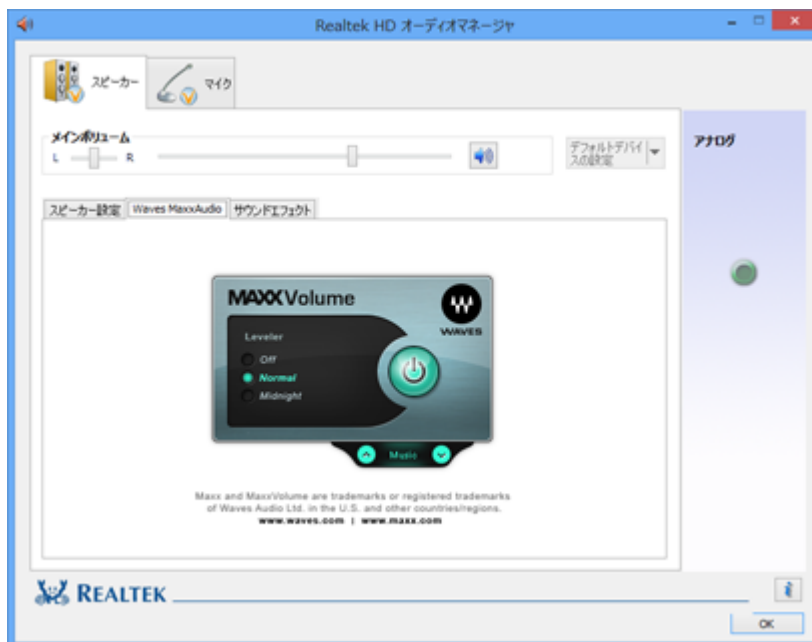 Realtek HD オーディオマネージャ
スピーカー
マイク
メインボリューム
L
R
デフォルトデバイ
スの設定
アナログ
スピーカー設定
Waves MaxxAudio
サウンドエフェクト
MAXXVolume
WAVES
Leveler
Off
Normal
Midnight
Music
Maxx and MaxxVolume are trademarks or registered trademarks
of Waves Audio Ltd. in the U.S. and other countries/regions.
www.waves.com | www.maxx.com
REALTEK
OK